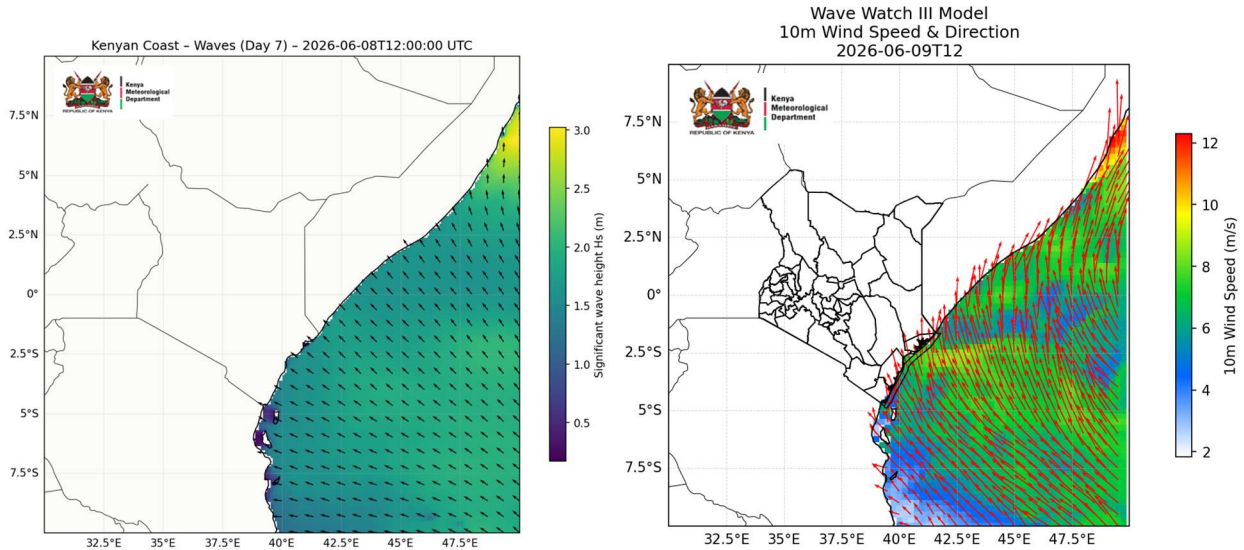 Kenyan Coast – Waves (Day 7) – 2026-06-08T12:00:00 UTC
Kenya
Meteorological
Department
REPUBLIC OF KENYA
7.5°N
5°N
2.5°N
0°
2.5°S
5°S
7.5°S
32.5°E 35°E 37.5°E 40°E 42.5°E 45°E 47.5°E
3.0
2.5
2.0
1.5
1.0
0.5
Significant wave height Hs (m)
Wave Watch III Model
10m Wind Speed & Direction
2026-06-09T12
Kenya
Meteorological
Department
REPUBLIC OF KENYA
7.5°N
5°N
2.5°N
0°
2.5°S
5°S
7.5°S
32.5°E 35°E 37.5°E 40°E 42.5°E 45°E 47.5°E
12
10
8
6
4
2
10m Wind Speed (m/s)